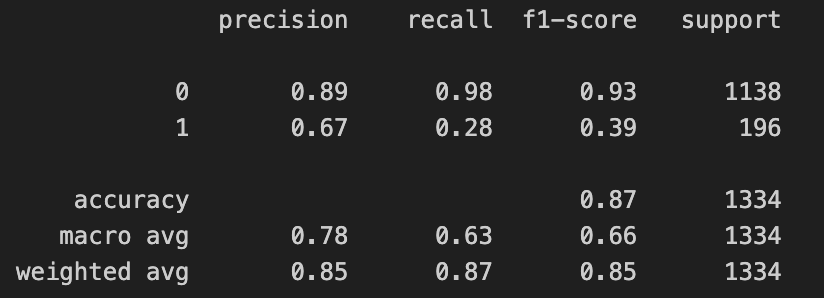 precision recall f1-score support
0 0.89 0.98 0.93 1138
1 0.67 0.28 0.39 196
accuracy 0.87 1334
macro avg 0.78 0.63 0.66 1334
weighted avg 0.85 0.87 0.85 1334